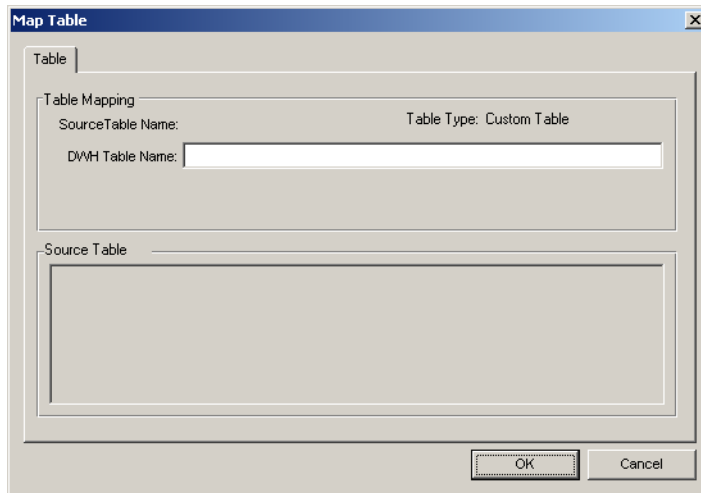 Map Table
Table
Table Mapping
SourceTable Name:
Table Type: Custom Table
DWH Table Name:
Source Table
OK
Cancel